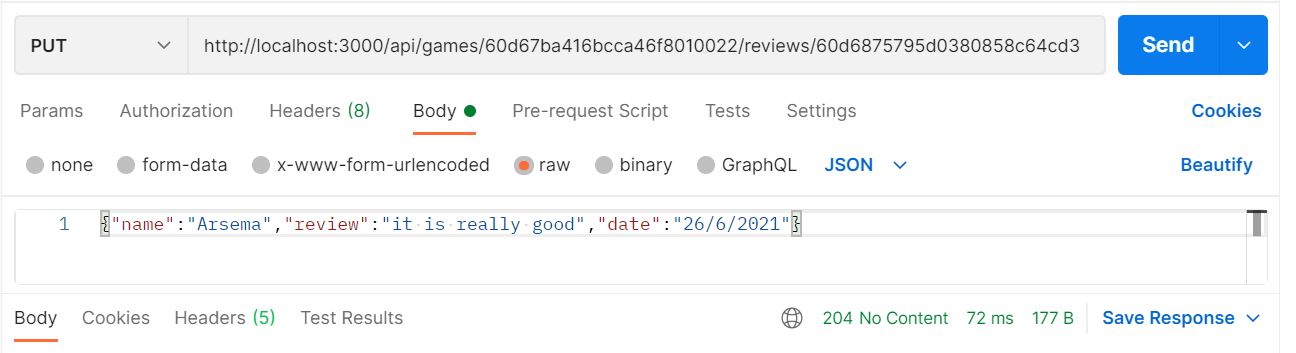 PUT http://localhost:3000/api/games/60d67ba416bcca46f8010022/reviews/60d6875795d0380858c64cd3 Send
Params Authorization Headers (8) Body Pre-request Script Tests Settings Cookies
none form-data x-www-form-urlencoded raw binary GraphQL JSON Beautify
1 {"name":"Arsema","review":"it is really good","date":"26/6/2021"}
Body Cookies Headers (5) Test Results 204 No Content 72 ms 177 B Save Response